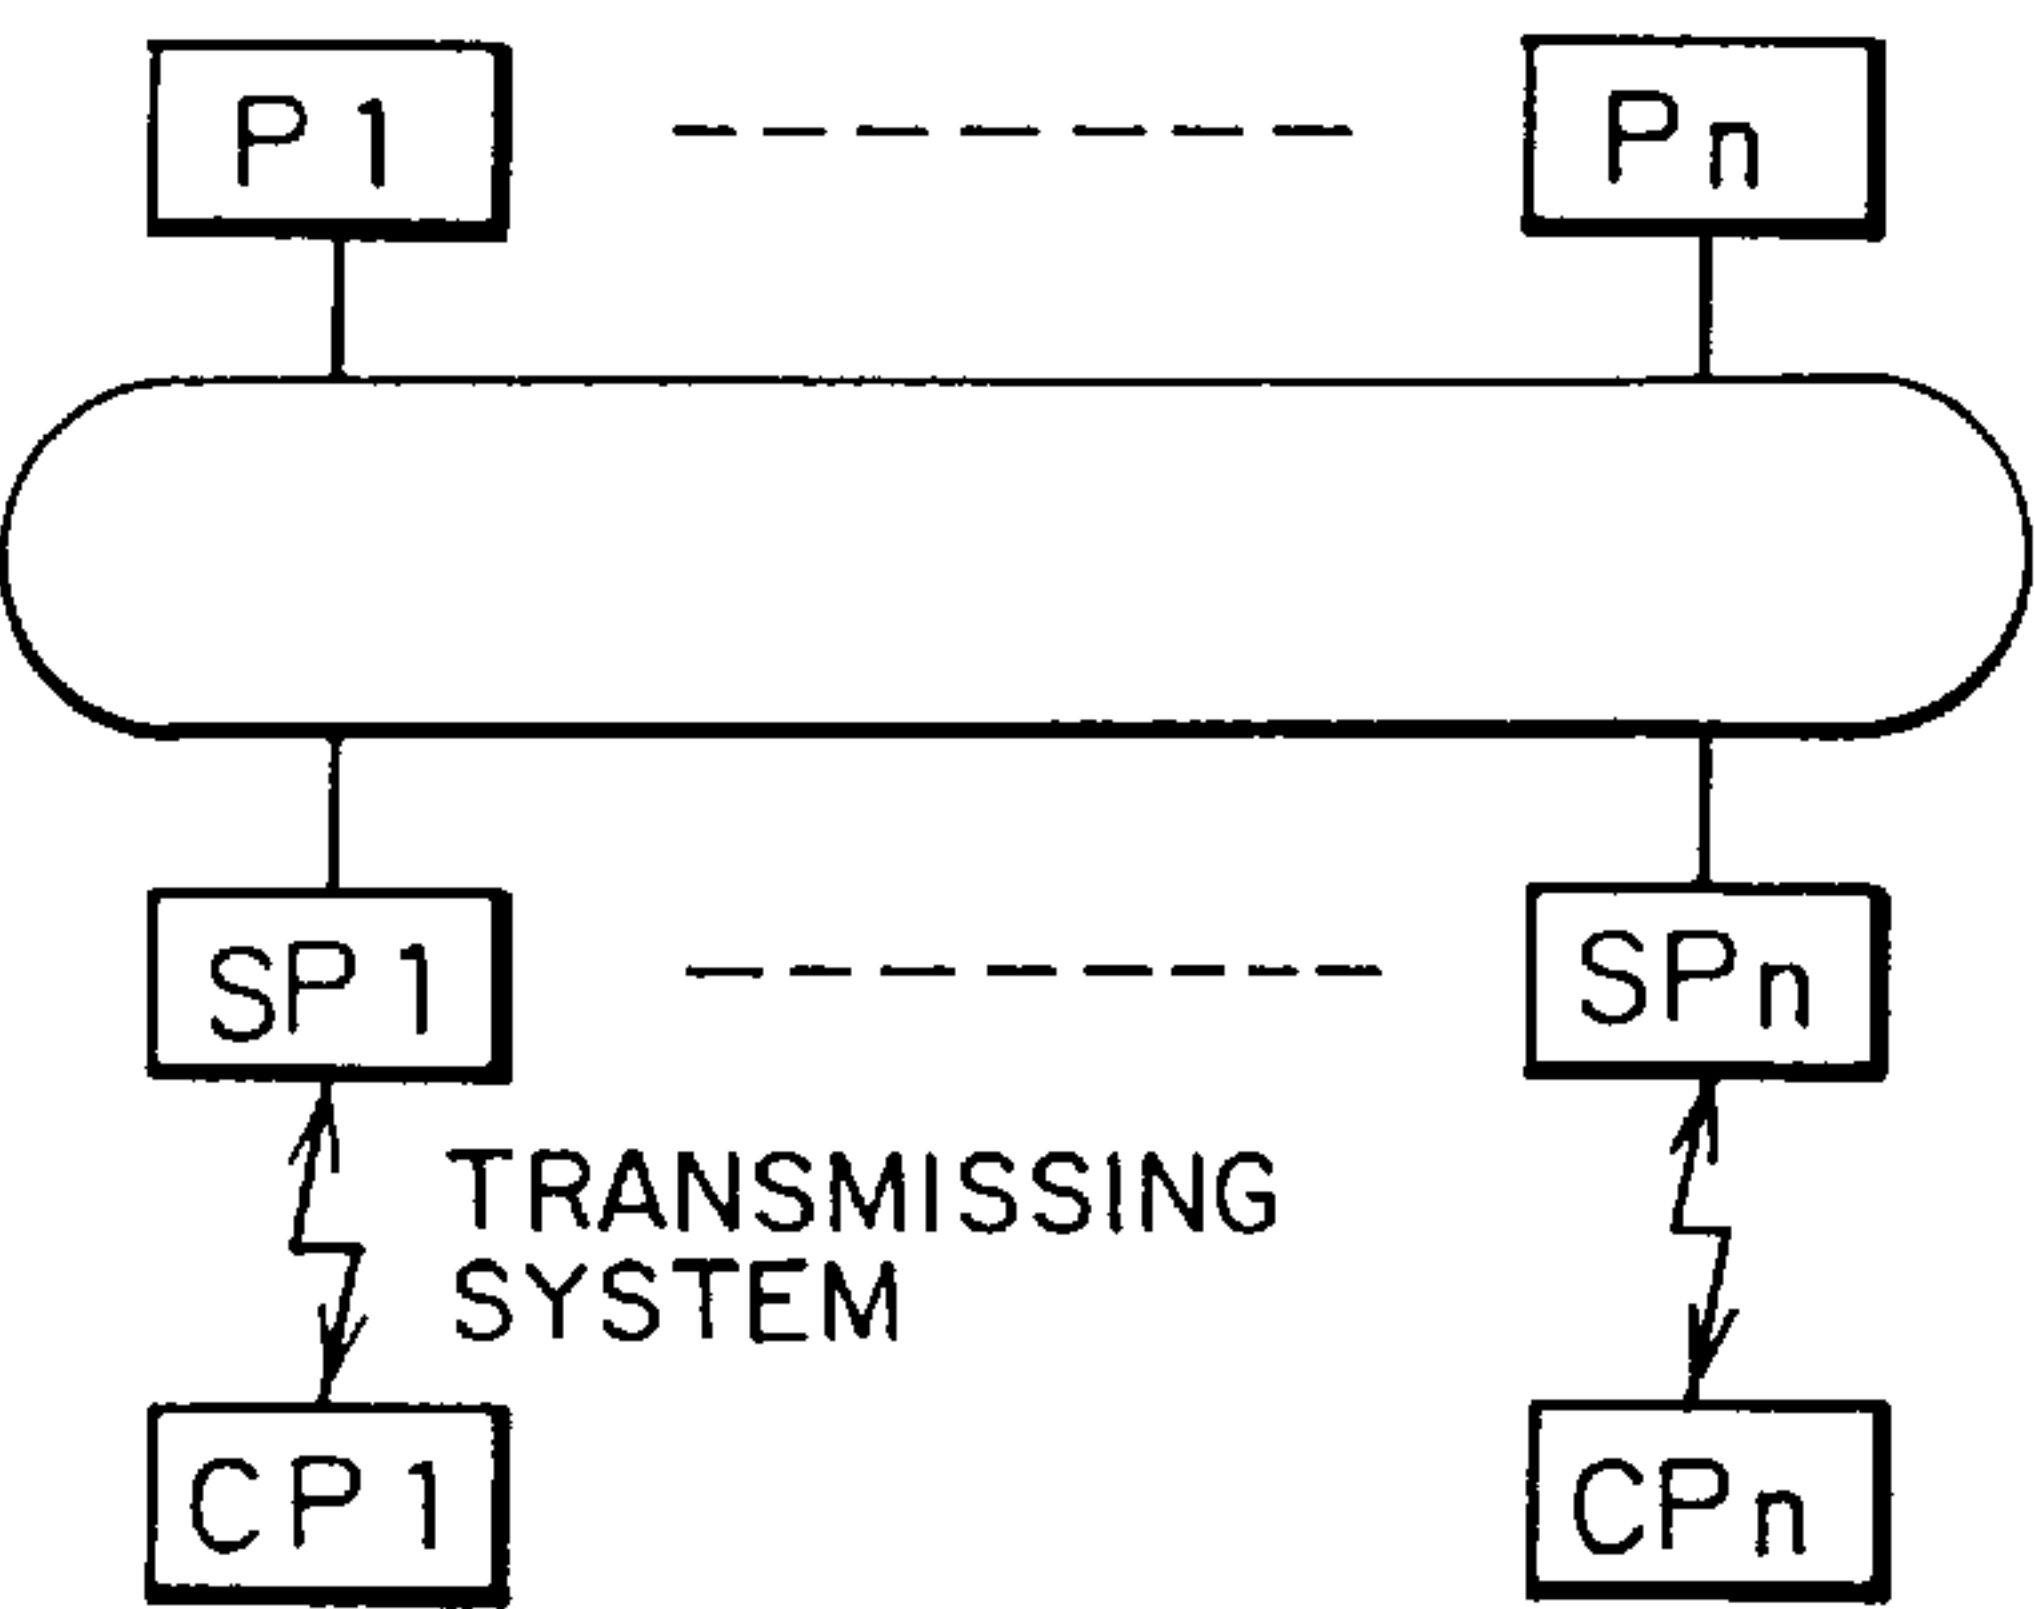 P1
Pn
SP1
SPn
TRANSMISSING
SYSTEM
CP1
CPn